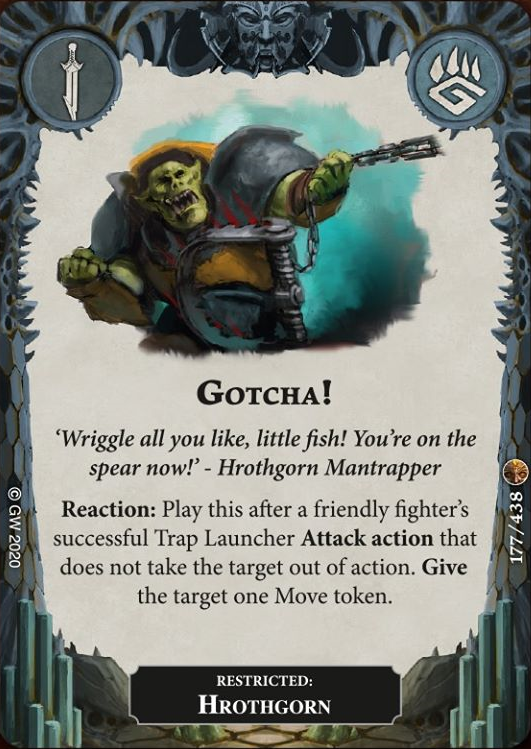 Gotcha!
‘Wriggle all you like, little fish! You’re on the
spear now!’ - Hrothgorn Mantrapper
Reaction: Play this after a friendly fighter’s
successful Trap Launcher Attack action that
does not take the target out of action. Give
the target one Move token.
RESTRICTED:
Hrothgorn
© GW 2020
177/438